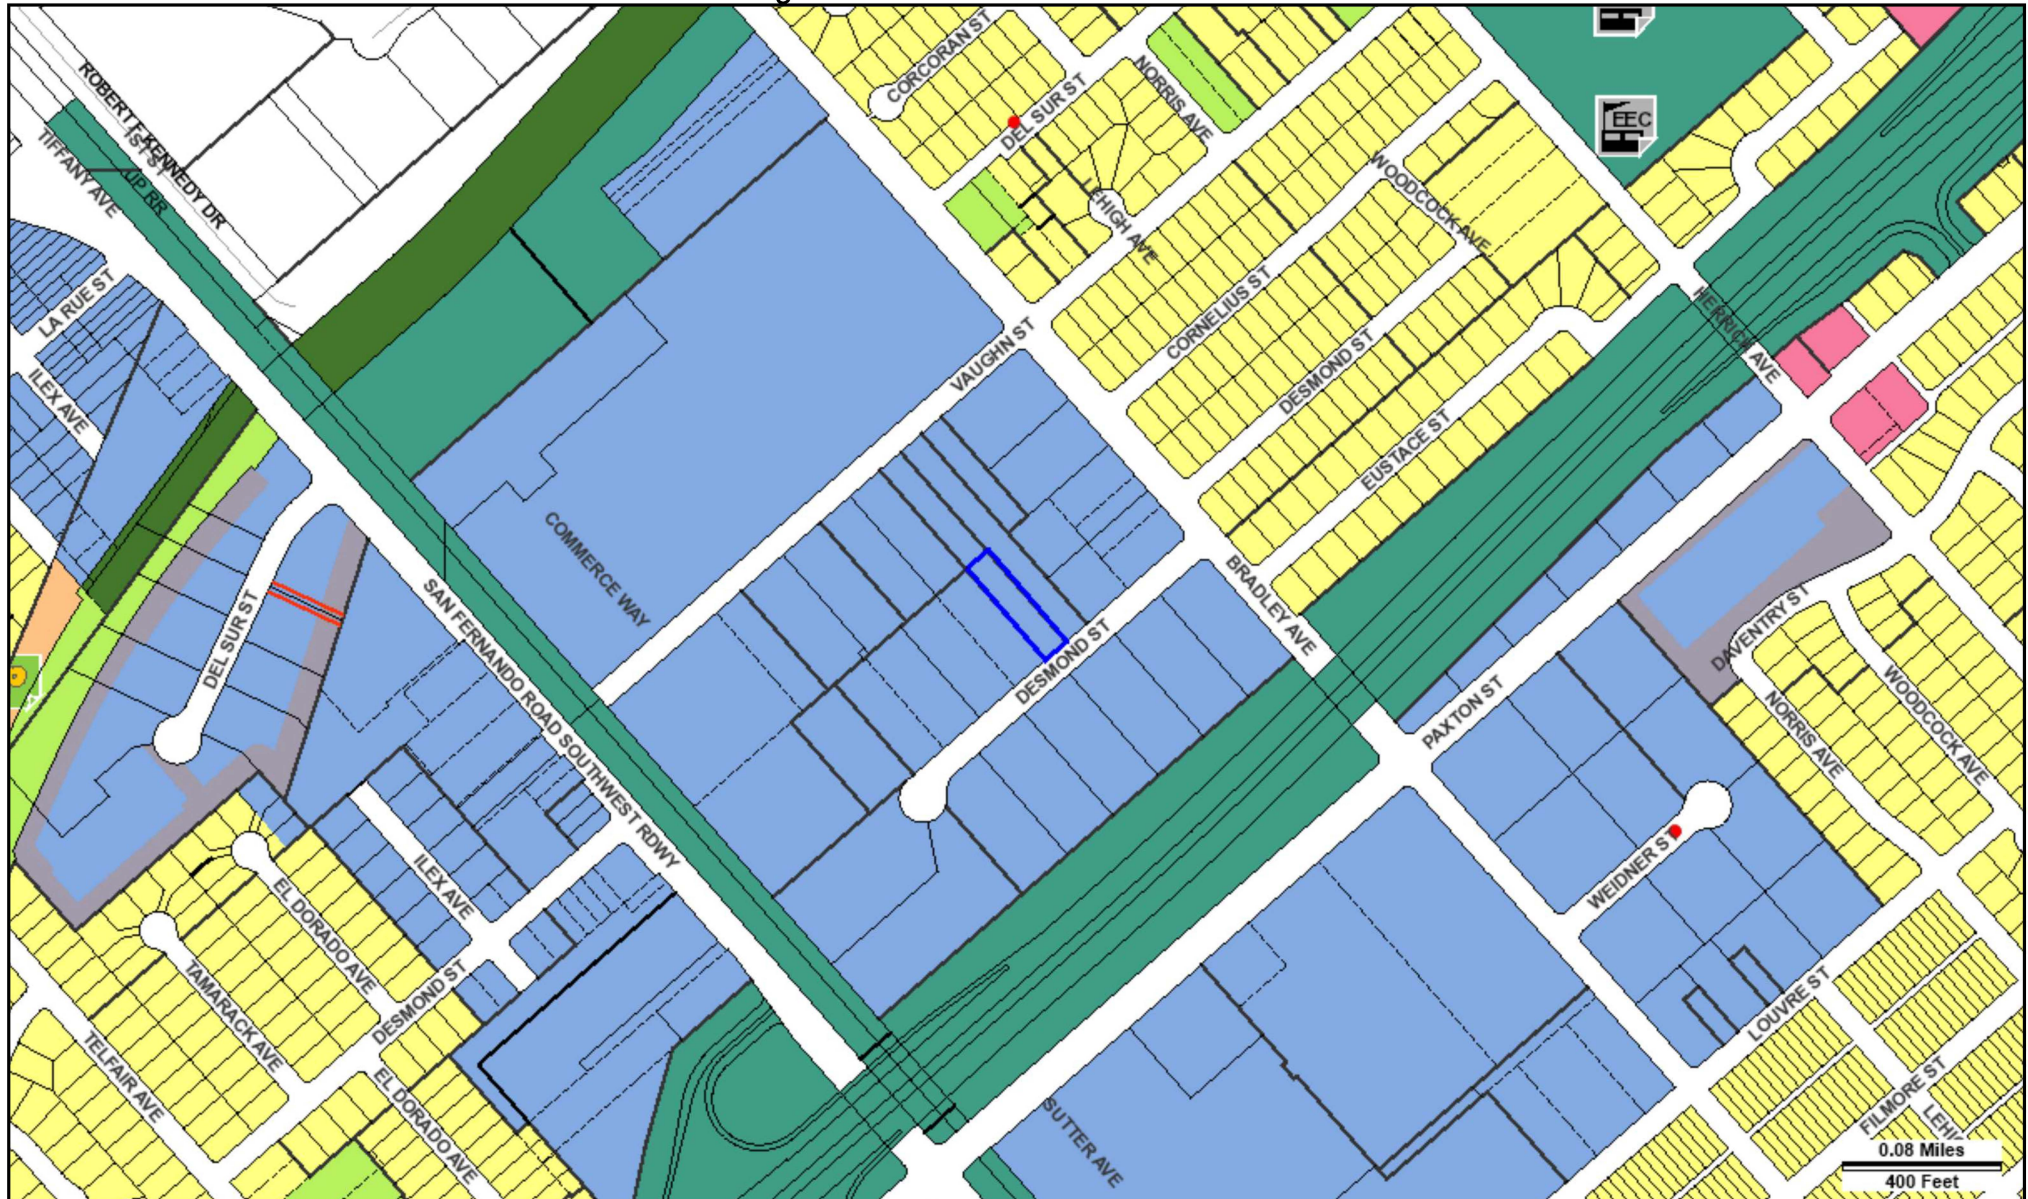 CORCORAN ST
NORRIS AVE
DEL SUR ST
ROBERT F KENNEDY DR
1ST ST
TIFFANY AVE
UP RR
EEC
WOODCOCK AVE
LEHIGH AVE
LA RUE ST
CORNELIUS ST
HERRICK AVE
VAUGHN ST
DESMOND ST
ILEX AVE
EUSTACE ST
COMMERCE WAY
BRADLEY AVE
DEL SUR ST
SAN FERNANDO ROAD SOUTHWEST RDWY
DESMOND ST
DAVENTRY ST
PAXTON ST
NORRIS AVE
WOODCOCK AVE
WEIDNER ST
ILEX AVE
EL DORADO AVE
TAMARACK AVE
DESMOND ST
LOUVRE ST
TELFAIR AVE
EL DORADO AVE
SUTTER AVE
FILMORE ST
0.08 Miles
400 Feet